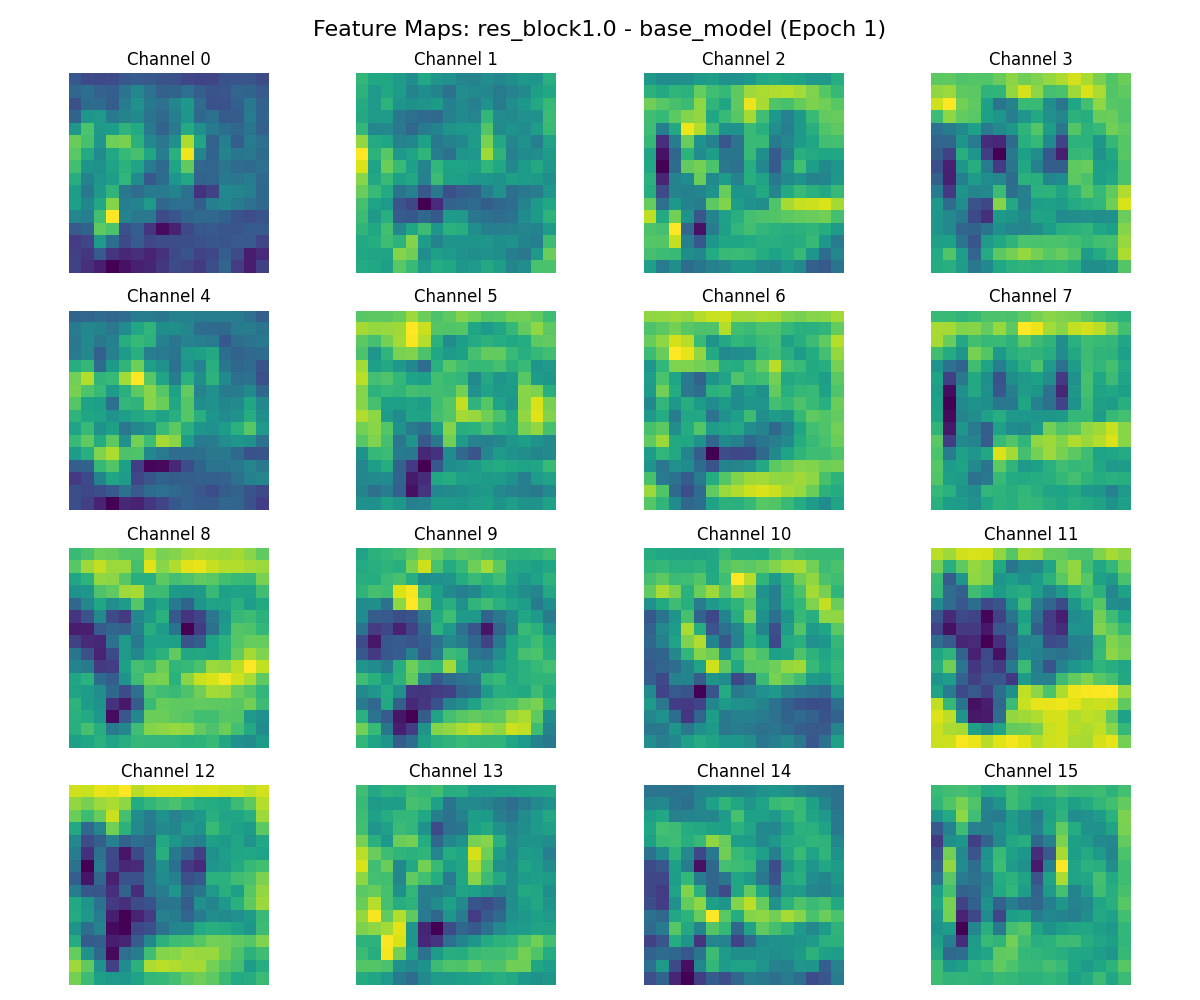 Feature Maps: res_block1.0 - base_model (Epoch 1)
Channel 0
Channel 1
Channel 2
Channel 3
Channel 4
Channel 5
Channel 6
Channel 7
Channel 8
Channel 9
Channel 10
Channel 11
Channel 12
Channel 13
Channel 14
Channel 15